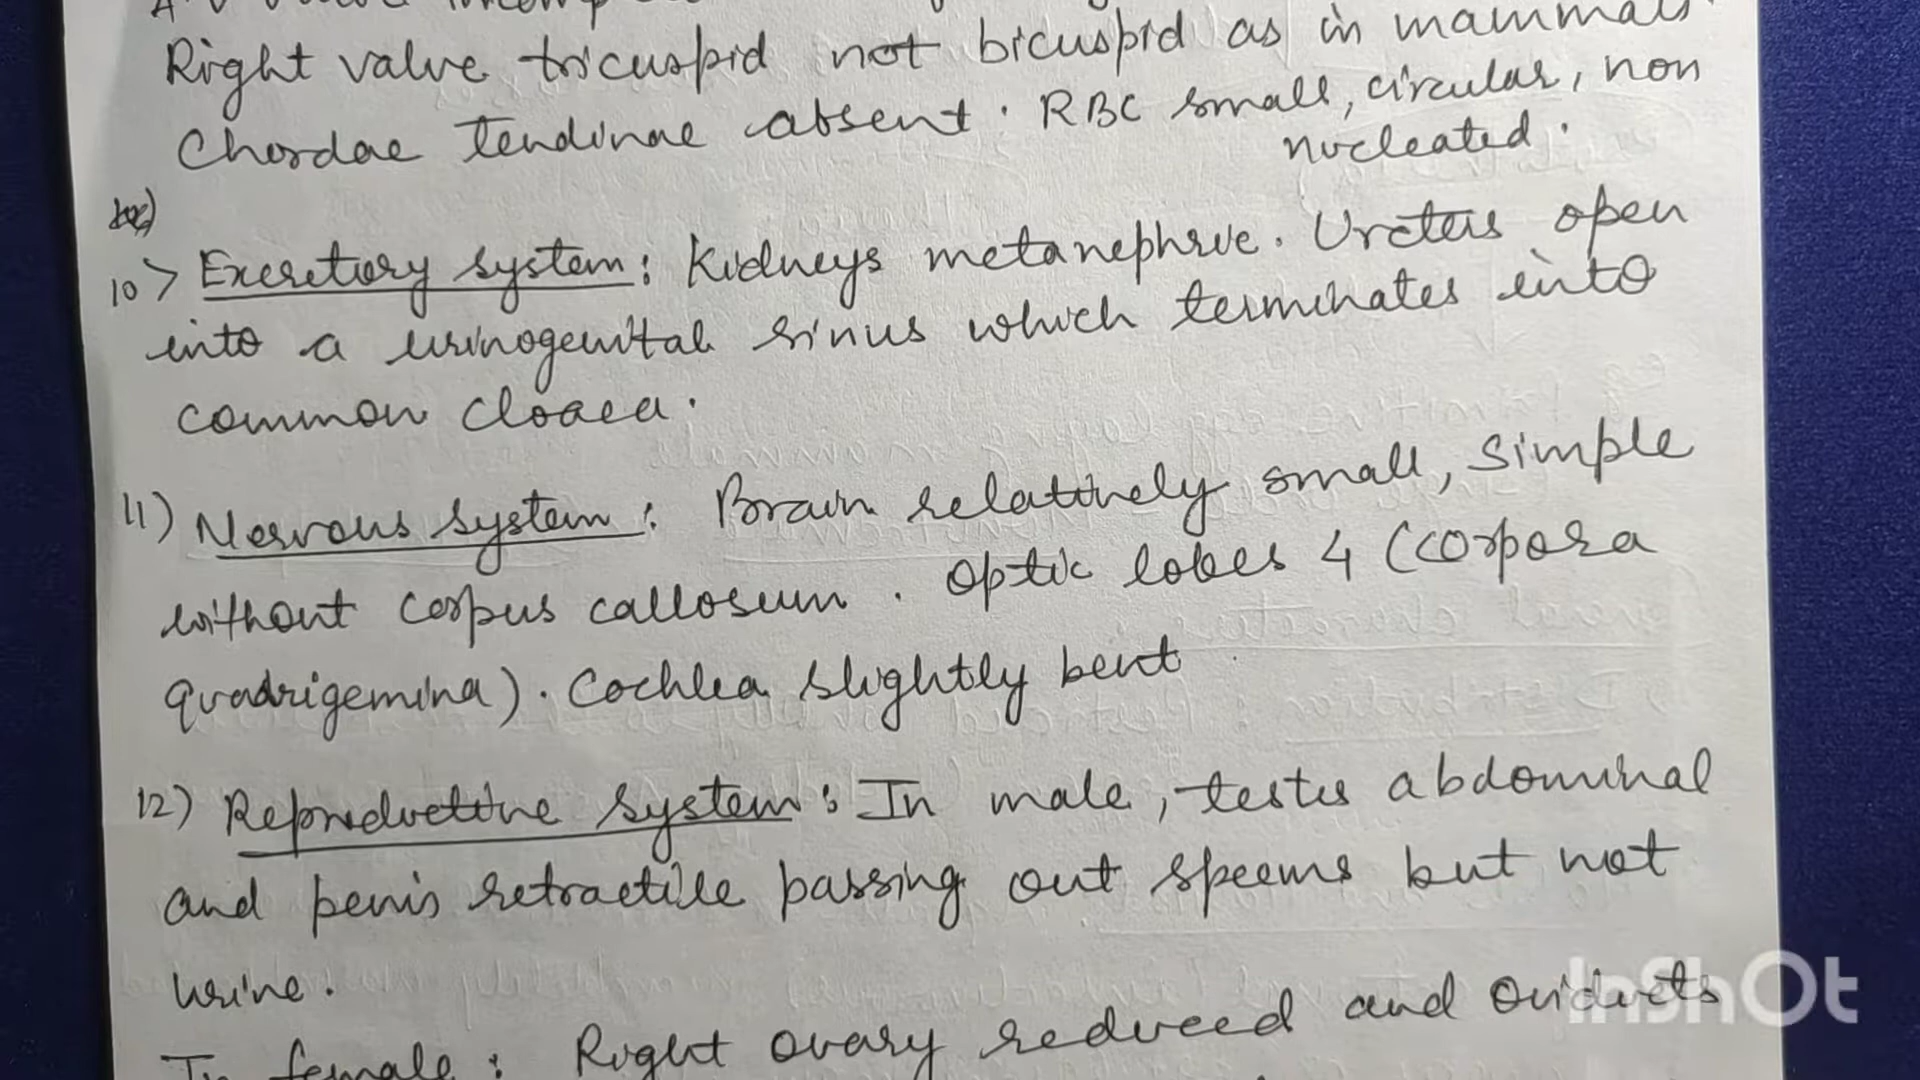 Right valve tricuspid not bicuspid as in mammals
Chordae tendinae absent. RBC small, circular, non
nucleated.
10> Excretory system: Kidneys metanephric. Ureters open
into a urinogenital sinus which terminates into
common cloaca.
11) Nervous system: Brain relatively small, simple
without corpus callosum. Optic lobes 4 (corpora
quadrigemina). Cochlea slightly bent
12) Reproductive system: In male, testes abdominal
and penis retractile passing out sperms but not
urine.
In female: Right ovary reduced and oviducts
InShOt